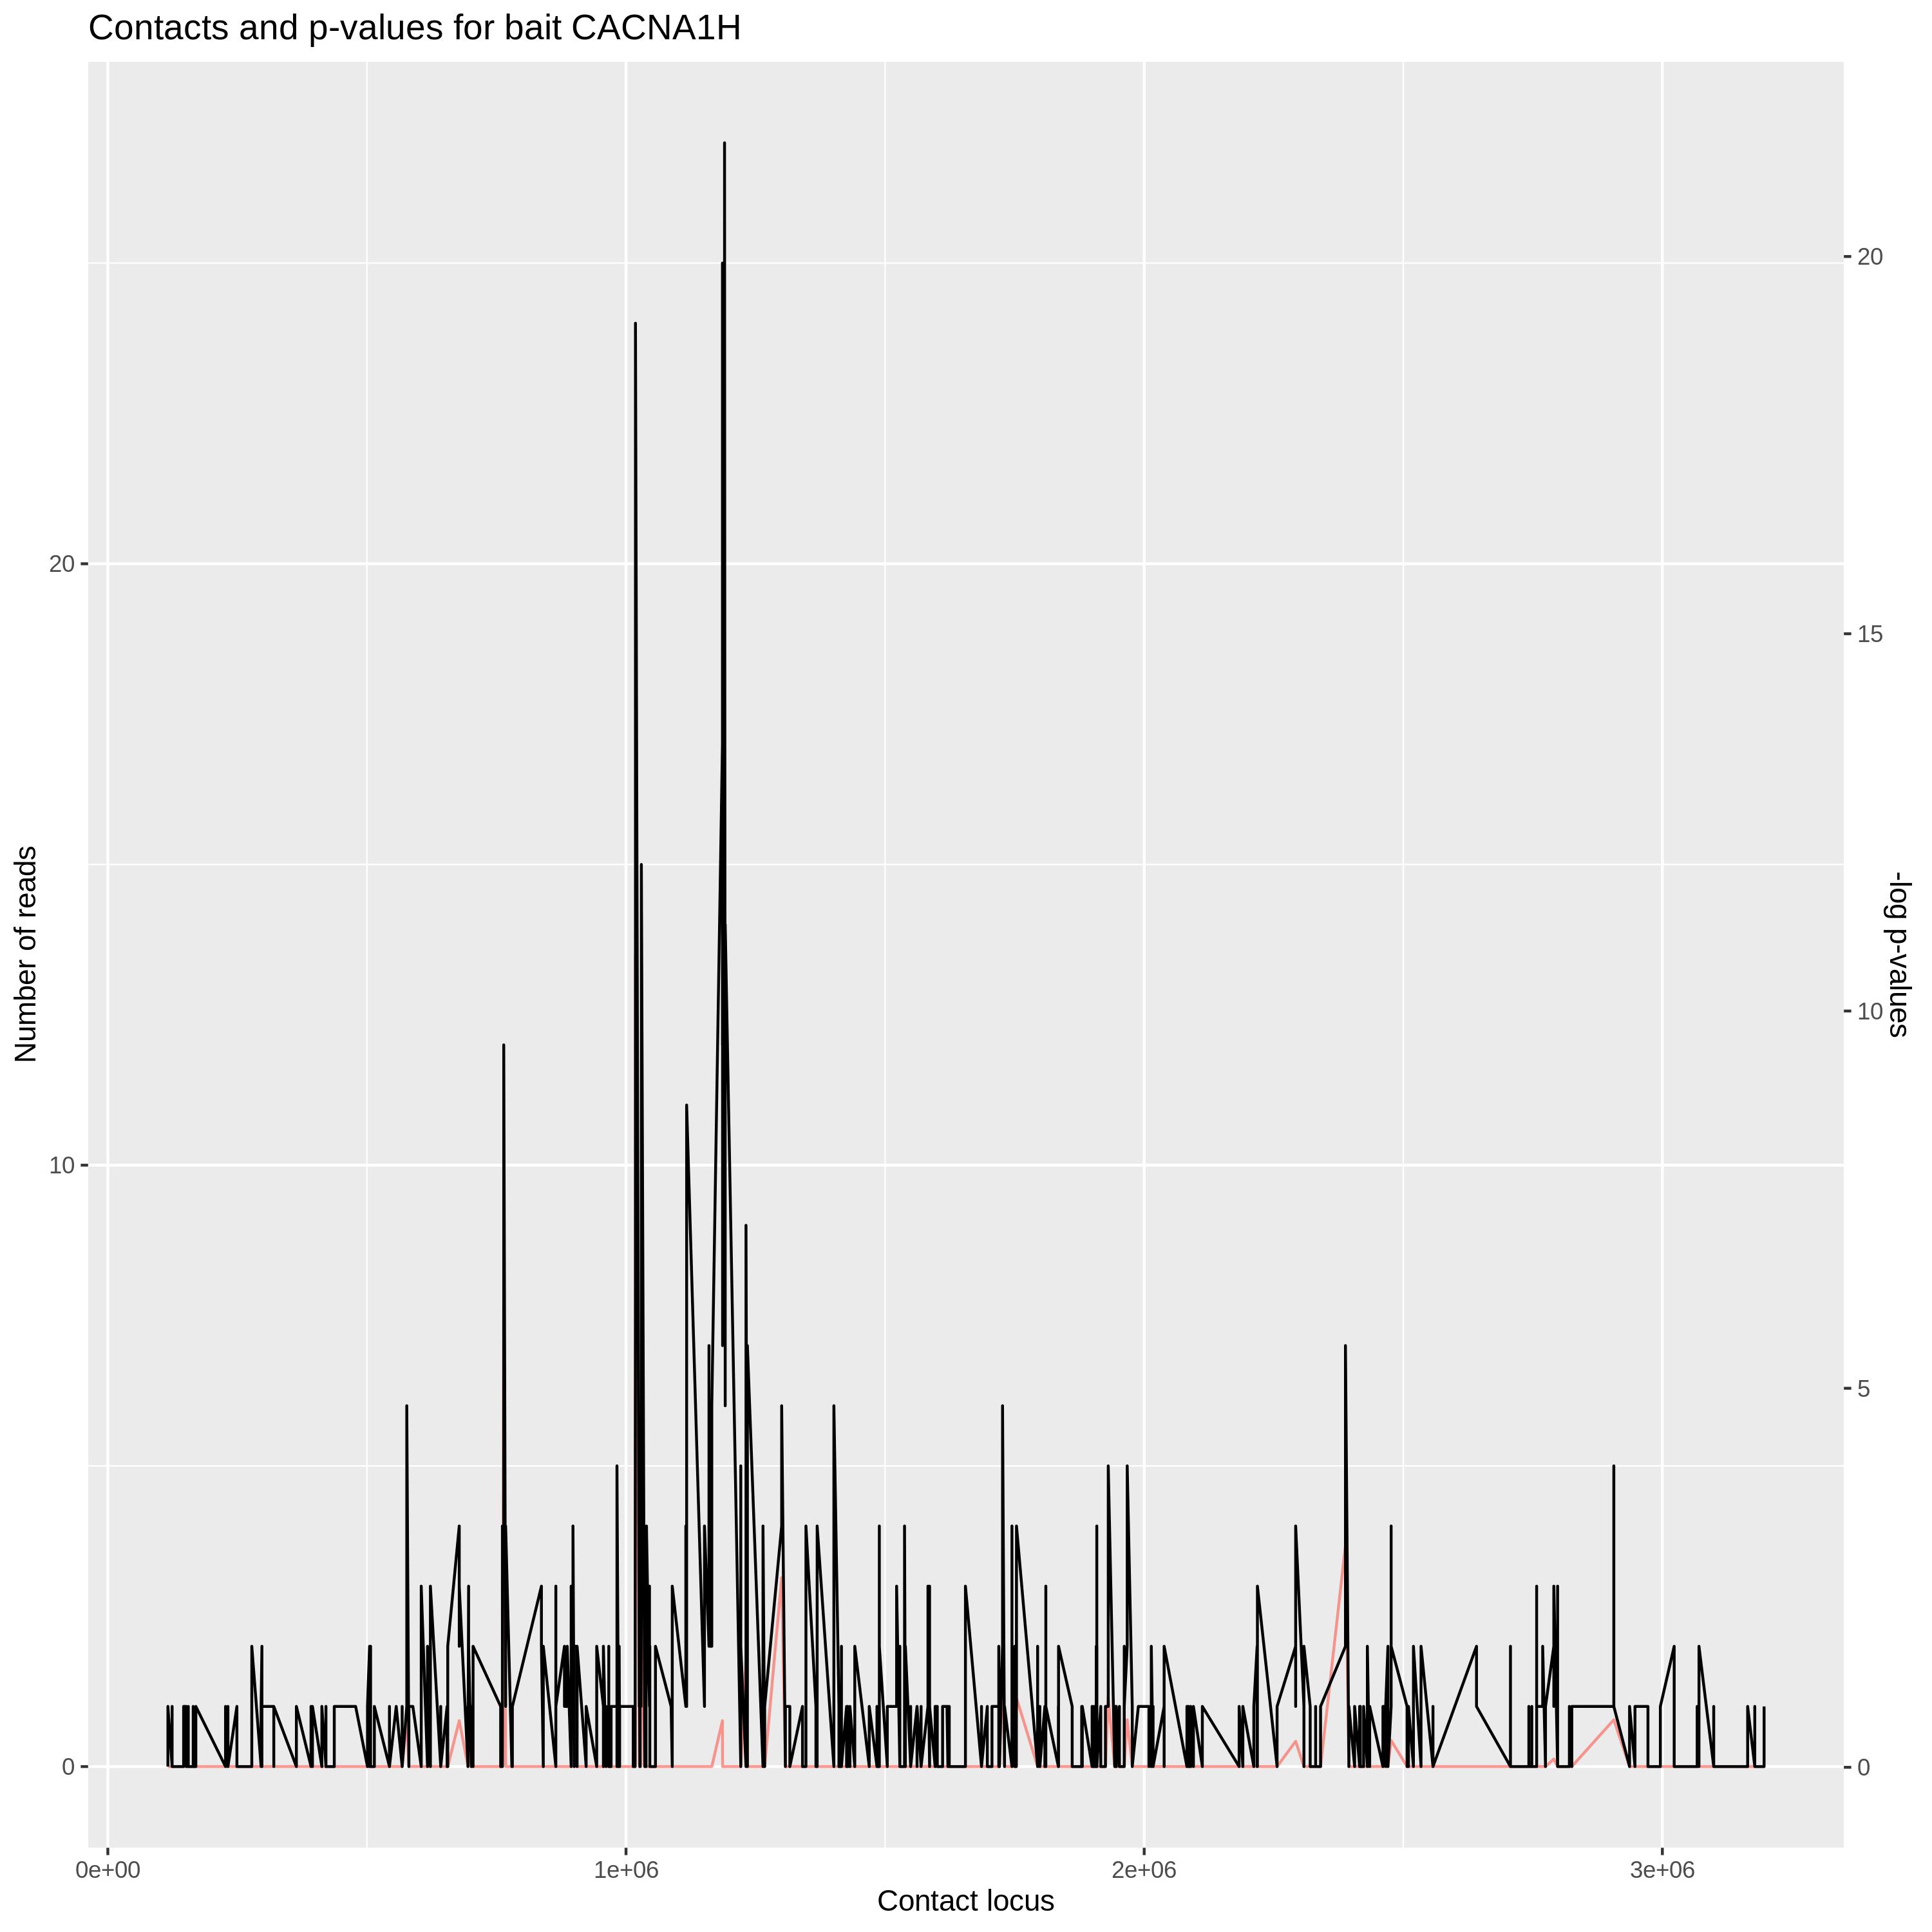 Contacts and p-values for bait CACNA1H
Number of reads
20
10
0
20
15
10
5
0
-log p-values
0e+00
1e+06
2e+06
3e+06
Contact locus